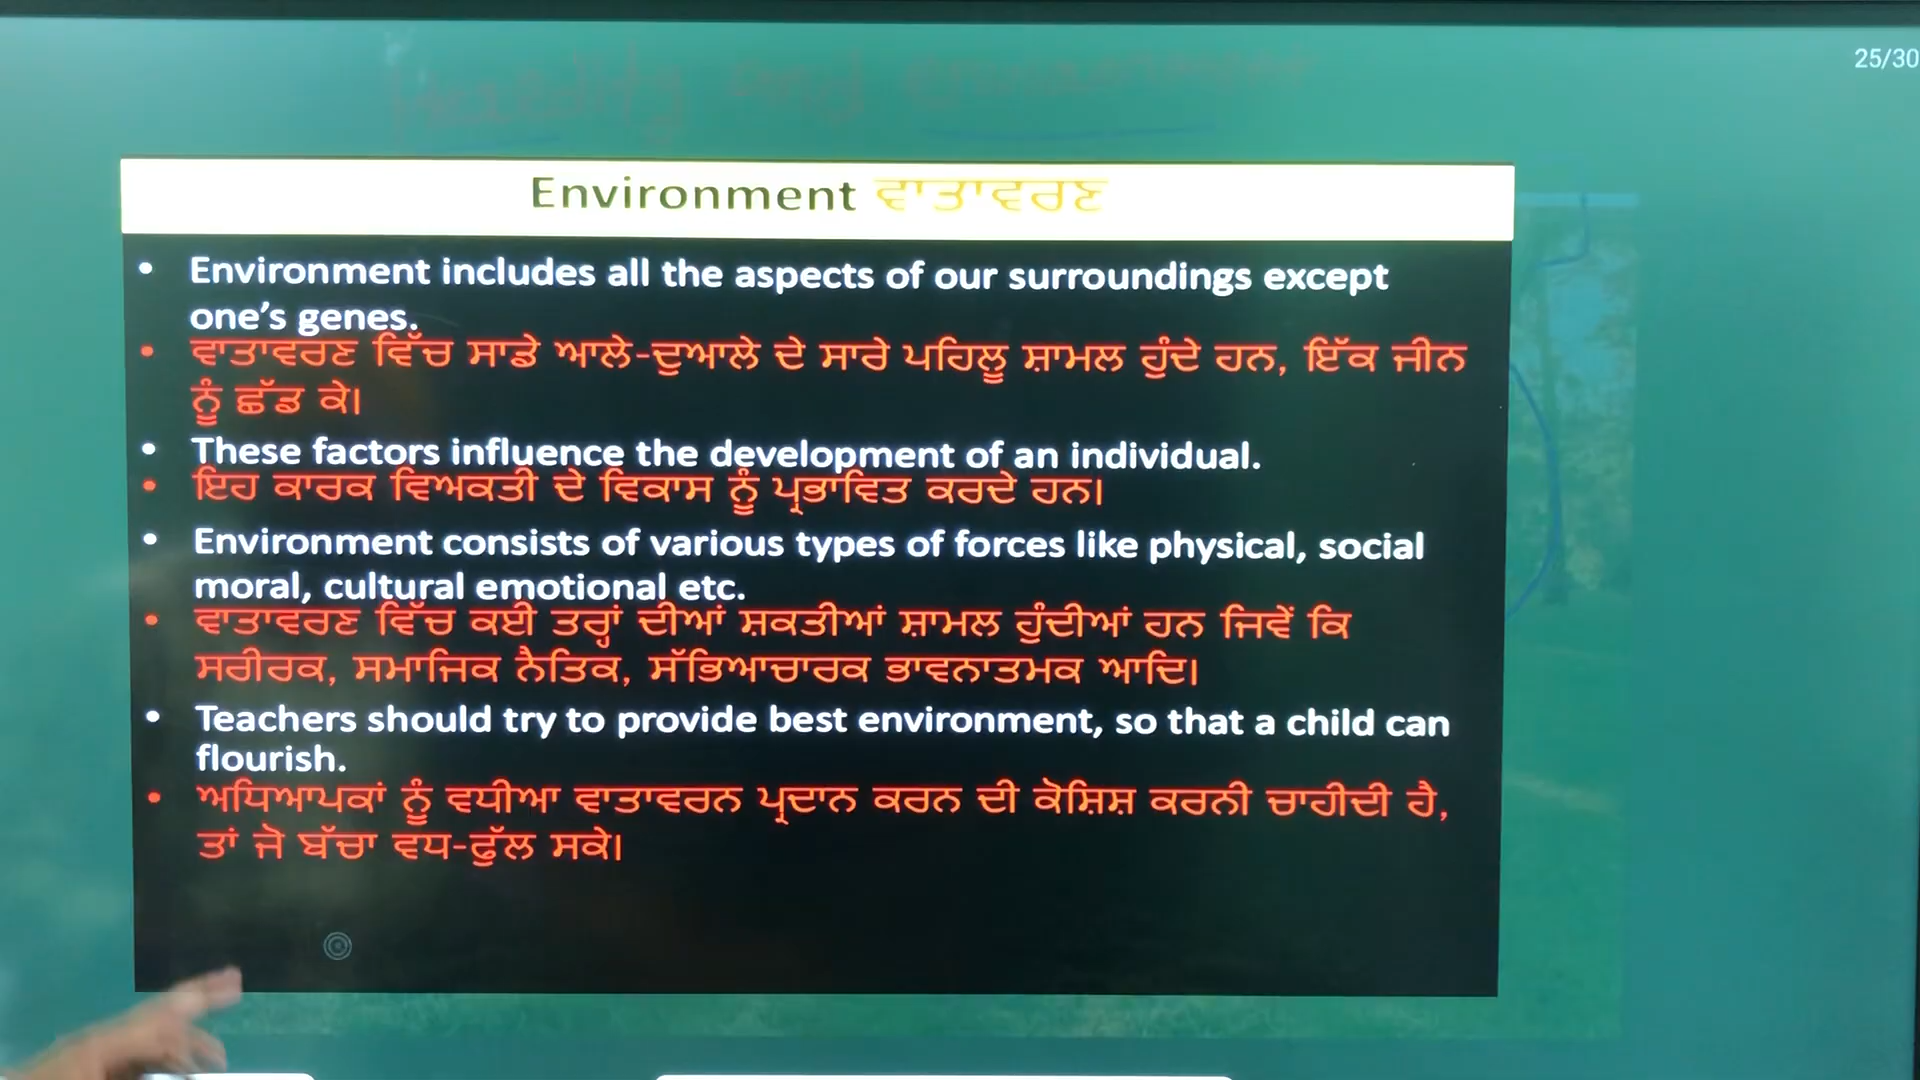 25/30
Heredity and environment
Environment ਵਾਤਾਵਰਣ
• Environment includes all the aspects of our surroundings except
one's genes.
• ਵਾਤਾਵਰਣ ਵਿੱਚ ਸਾਡੇ ਆਲੇ-ਦੁਆਲੇ ਦੇ ਸਾਰੇ ਪਹਿਲੂ ਸ਼ਾਮਲ ਹੁੰਦੇ ਹਨ, ਇੱਕ ਜੀਨ
ਨੂੰ ਛੱਡ ਕੇ।
• These factors influence the development of an individual.
• ਇਹ ਕਾਰਕ ਵਿਅਕਤੀ ਦੇ ਵਿਕਾਸ ਨੂੰ ਪ੍ਰਭਾਵਿਤ ਕਰਦੇ ਹਨ।
• Environment consists of various types of forces like physical, social
moral, cultural emotional etc.
• ਵਾਤਾਵਰਣ ਵਿੱਚ ਕਈ ਤਰ੍ਹਾਂ ਦੀਆਂ ਸ਼ਕਤੀਆਂ ਸ਼ਾਮਲ ਹੁੰਦੀਆਂ ਹਨ ਜਿਵੇਂ ਕਿ
ਸਰੀਰਕ, ਸਮਾਜਿਕ ਨੈਤਿਕ, ਸੱਭਿਆਚਾਰਕ ਭਾਵਨਾਤਮਕ ਆਦਿ।
• Teachers should try to provide best environment, so that a child can
flourish.
• ਅਧਿਆਪਕਾਂ ਨੂੰ ਵਧੀਆ ਵਾਤਾਵਰਨ ਪ੍ਰਦਾਨ ਕਰਨ ਦੀ ਕੋਸ਼ਿਸ਼ ਕਰਨੀ ਚਾਹੀਦੀ ਹੈ,
ਤਾਂ ਜੋ ਬੱਚਾ ਵਧ-ਫੁੱਲ ਸਕੇ।